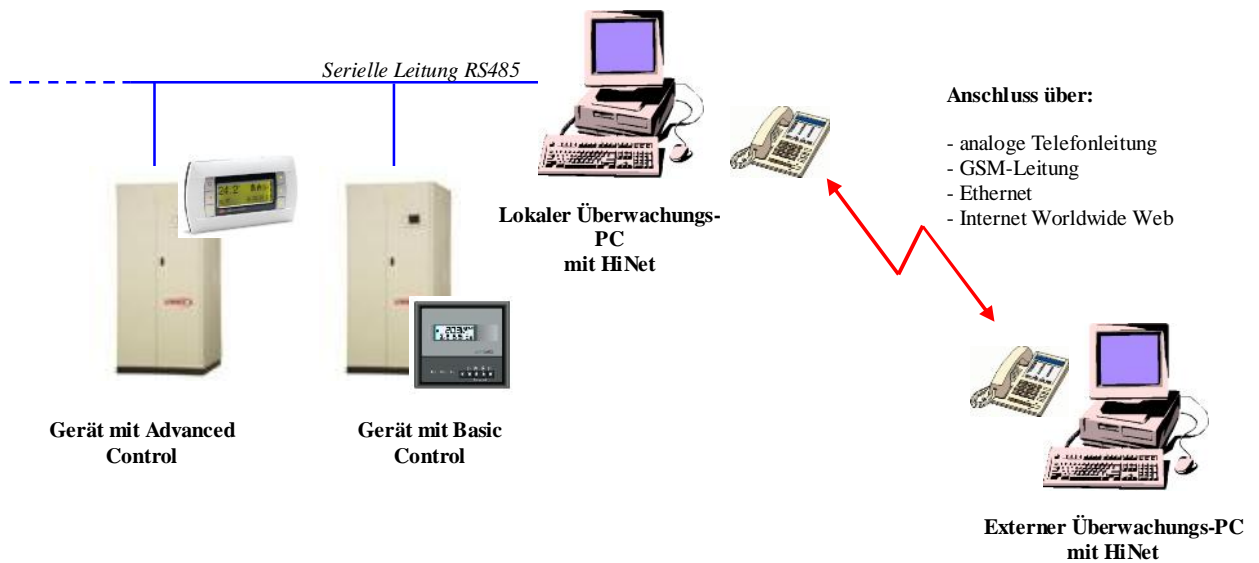 Serielle Leitung RS485
Anschluss über:
- analoge Telefonleitung
- GSM-Leitung
- Ethernet
- Internet Worldwide Web
Lokaler Überwachungs-
PC
mit HiNet
Gerät mit Advanced
Control
Gerät mit Basic
Control
Externer Überwachungs-PC
mit HiNet